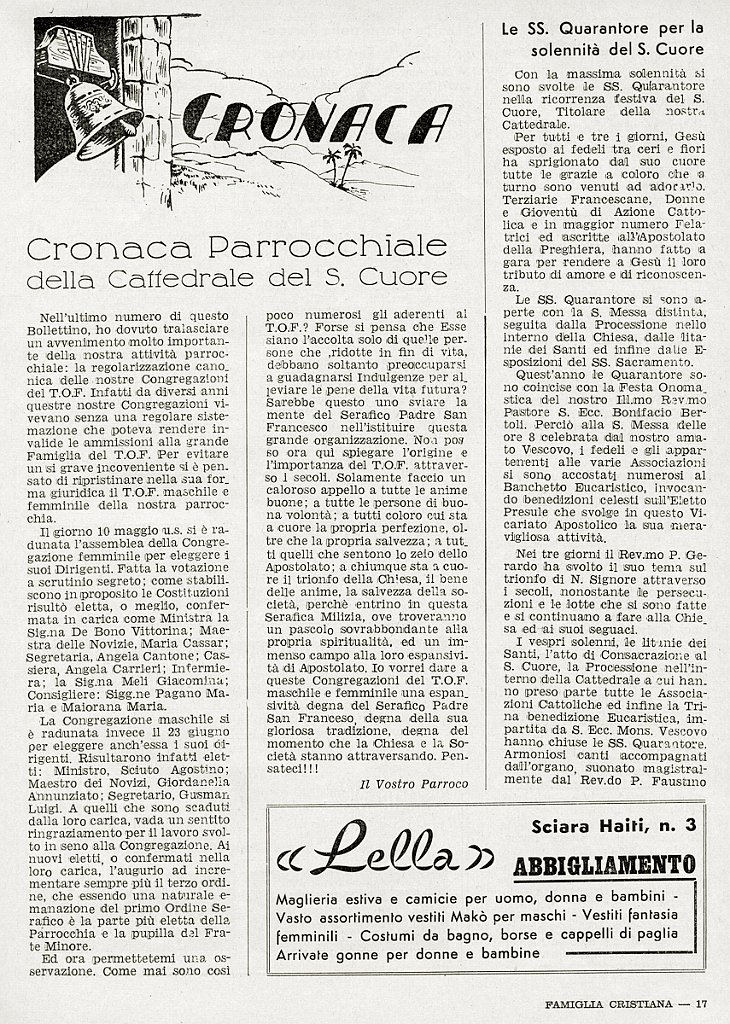 CRONACA
Cronaca Parrocchiale
della Cattedrale del S. Cuore
Nell'ultimo numero di questo
Bollettino, ho dovuto tralasciare
un avvenimento molto importan-
te della nostra attività parroc-
chiale: la regolarizzazione cano_
nica delle nostre Congregazioni
del T.O.F. Infatti da diversi anni
questre nostre Congregazioni vi-
vevano senza una regolare siste-
mazione che poteva rendere in-
valide le ammissioni alla grande
Famiglia del T.O.F. Per evitare
un si grave incoveniente si è pen-
sato di ripristinare nella sua for_
ma giuridica il T.O.F. maschile e
femminile della nostra parroc-
chia.
Il giorno 10 maggio u.s. si è ra-
dunata l'assemblea della Congre-
gazione femminile per eleggere i
suoi Dirigenti. Fatta la votazione
a scrutinio segreto; come stabili-
scono in proposito le Costituzioni
risultò eletta, o meglio, confer-
mata in carica come Ministra la
Sig.na De Bono Vittorina; Mae-
stra delle Novizie, Maria Cassar;
Segretaria, Angela Cantone; Cas-
siera, Angela Carrieri; Infermie-
ra; la Sig.na Meli Giacomina;
Consigliere: Sigg.ne Pagano Ma-
ria e Maiorana Maria.
La Congregazione maschile si
è radunata invece il 23 giugno
per eleggere anch'essa i suoi di-
rigenti. Risultarono infatti elet-
ti: Ministro, Sciuto Agostino;
Maestro dei Novizi, Giordanella
Annunziato; Segretario, Gusman
Luigi. A quelli che sono scaduti
dalla loro carica, vada un sentito
ringraziamento per il lavoro svol-
to in seno alla Congregazione. Ai
nuovi eletti, o confermati nella
loro carica, l'augurio ad incre-
mentare sempre più il terzo ordi-
ne, che essendo una naturale e-
manazione del primo Ordine Se-
rafico è la parte più eletta della
Parrocchia e la pupilla del Fra-
te Minore.
Ed ora permettetemi una os-
servazione. Come mai sono così
poco numerosi gli aderenti al
T.O.F.? Forse si pensa che Esse
siano l'accolta solo di quelle per-
sone che, ridotte in fin di vita,
debbano soltanto preoccuparsi
a guadagnarsi Indulgenze per al_
leviare le pene della vita futura?
Sarebbe questo uno sviare la
mente del Serafico Padre San
Francesco nell'istituire questa
grande organizzazione. Non pos
so ora qui spiegare l'origine e
l'importanza del T.O.F. attraver-
so i secoli. Solamente faccio un
caloroso appello a tutte le anime
buone; a tutte le persone di buo-
na volontà; a tutti coloro cui sta
a cuore la propria perfezione, ol-
tre che la propria salvezza; a tut_
ti quelli che sentono lo zelo dello
Apostolato; a chiunque sta a cuo-
re il trionfo della Chiesa, il bene
delle anime, la salvezza della so-
cietà, perchè entrino in questa
Serafica Milizia, ove troveranno
un pascolo sovrabbondante alla
propria spiritualità, ed un im-
menso campo alla loro espansivi-
tà di Apostolato. Io vorrei dare a
queste Congregazioni del T.O.F.
maschile e femminile una espan_
sività degna del Serafico Padre
San Franceso, degna della sua
gloriosa tradizione, degna del
momento che la Chiesa e la So-
cietà stanno attraversando. Pen-
sateci!!!
Il Vostro Parroco
Le SS. Quarantore per la
solennità del S. Cuore
Con la massima solennità si
sono svolte le SS. Quarantore
nella ricorrenza festiva del S.
Cuore, Titolare della nostra
Cattedrale.
Per tutti e tre i giorni, Gesù
esposto ai fedeli tra ceri e fiori
ha sprigionato dal suo cuore
tutte le grazie a coloro che a
turno sono venuti ad adorarlo.
Terziarie Francescane, Donne
e Gioventù di Azione Catto-
lica e in maggior numero Fela-
trici ed ascritte all'Apostolato
della Preghiera, hanno fatto a
gara per rendere a Gesù il loro
tributo di amore e di riconoscen-
za.
Le SS. Quarantore si sono a-
perte con la S. Messa distinta,
seguita dalla Processione nello
interno della Chiesa, dalle lita-
nie dei Santi ed infine dalle E-
sposizioni del SS. Sacramento.
Quest'anno le Quarantore so-
no coincise con la Festa Onoma_
stica del nostro Ill.mo Rev.mo
Pastore S. Ecc. Bonifacio Ber-
toli. Perciò alla S. Messa delle
ore 8 celebrata dal nostro ama-
to Vescovo, i fedeli e gli appar-
tenenti alle varie Associazioni
si sono accostati numerosi al
Banchetto Eucaristico, invocan-
do benedizioni celesti sull'Eletto
Presule che svolge in questo Vi-
cariato Apostolico la sua mera-
vigliosa attività.
Nei tre giorni il Rev.mo P. Ge-
rardo ha svolto il suo tema sul
trionfo di N. Signore attraverso
i secoli, nonostante le persecu-
zioni e le lotte che si sono fatte
e si continuano a fare alla Chie_
sa ed ai suoi seguaci.
I vespri solenni, le litanie dei
Santi, l'atto di Consacrazione al
S. Cuore, la Processione nell'in-
terno della Cattedrale a cui han-
no preso parte tutte le Associa-
zioni Cattoliche ed infine la Tri-
na benedizione Eucaristica, im-
partita da S. Ecc. Mons. Vescovo
hanno chiuse le SS. Quarantore.
Armoniosi canti accompagnati
dall'organo, suonato magistral-
mente dal Rev.do P. Faustino
« Lella »
Sciara Haiti, n. 3
ABBIGLIAMENTO
Maglieria estiva e camicie per uomo, donna e bambini -
Vasto assortimento vestiti Makò per maschi - Vestiti fantasia
femminili - Costumi da bagno, borse e cappelli di paglia
Arrivate gonne per donne e bambine
FAMIGLIA CRISTIANA — 17